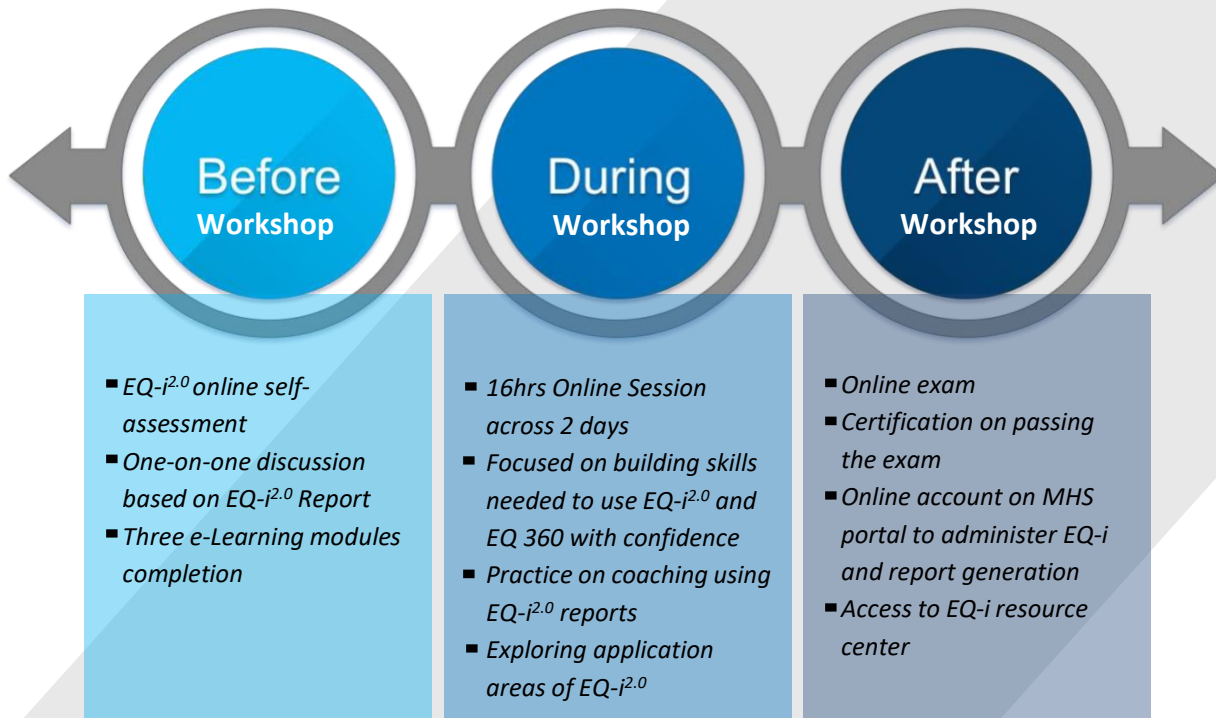 Before
Workshop
During
Workshop
After
Workshop
▪ EQ-i2.0 online self-
assessment
▪ One-on-one discussion
based on EQ-i2.0 Report
▪ Three e-Learning modules
completion
▪ 16hrs Online Session
across 2 days
▪ Focused on building skills
needed to use EQ-i2.0 and
EQ 360 with confidence
▪ Practice on coaching using
EQ-i2.0 reports
▪ Exploring application
areas of EQ-i2.0
▪ Online exam
▪ Certification on passing
the exam
▪ Online account on MHS
portal to administer EQ-i
and report generation
▪ Access to EQ-i resource
center